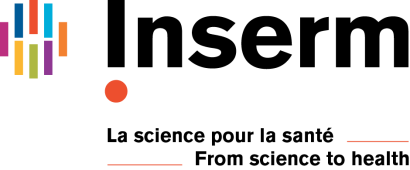 Inserm
La science pour la santé
From science to health